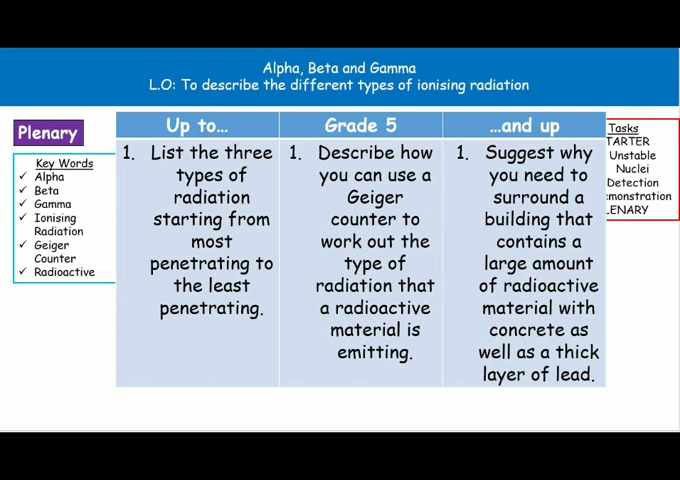 Alpha, Beta and Gamma
L.O: To describe the different types of ionising radiation
Plenary
Key Words
✓ Alpha
✓ Beta
✓ Gamma
✓ Ionising
Radiation
✓ Geiger
Counter
✓ Radioactive
Up to...
1. List the three
types of
radiation
starting from
most
penetrating to
the least
penetrating.
Grade 5
1. Describe how
you can use a
Geiger
counter to
work out the
type of
radiation that
a radioactive
material is
emitting.
...and up
1. Suggest why
you need to
surround a
building that
contains a
large amount
of radioactive
material with
concrete as
well as a thick
layer of lead.
Tasks
TARTER
Unstable
Nuclei
Detection
emonstration
LENARY